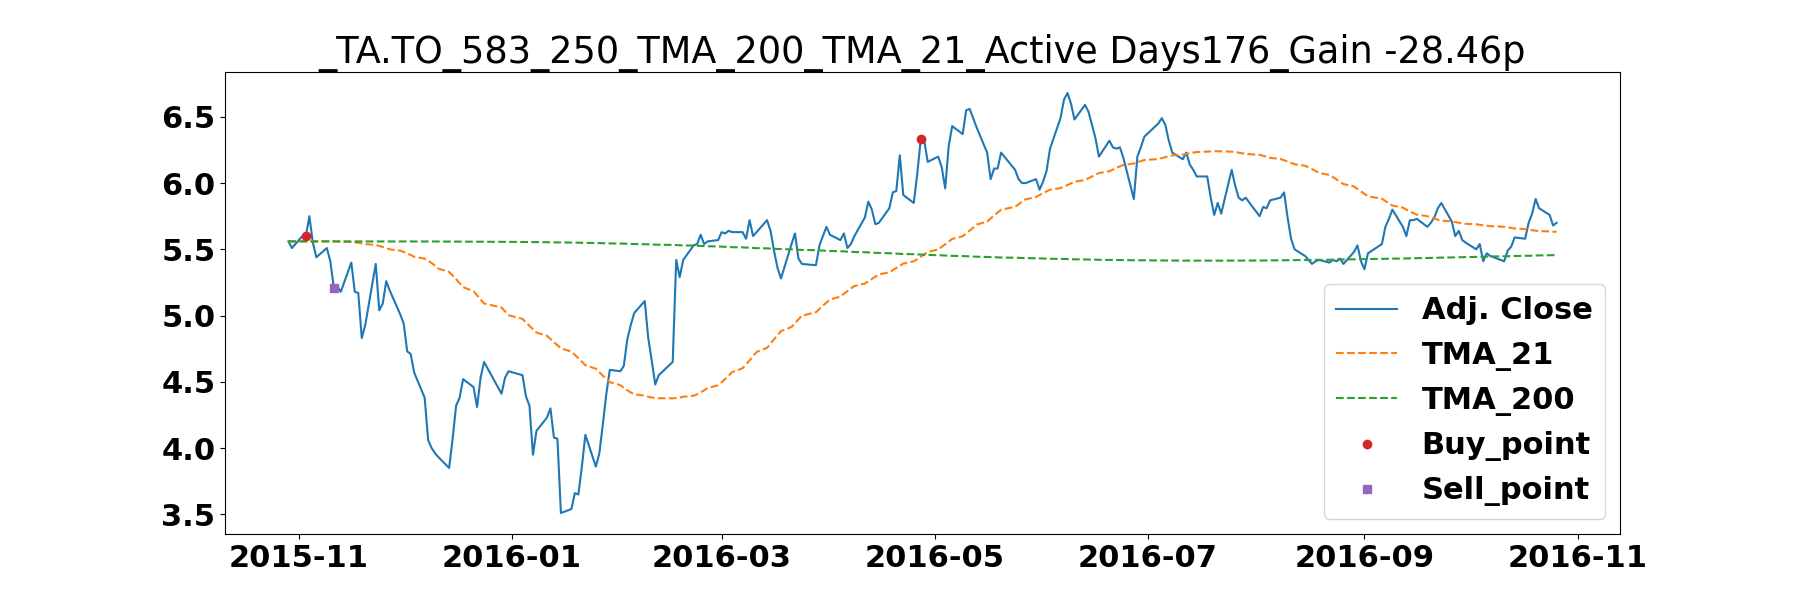 _TA.TO_583_250_TMA_200_TMA_21_Active Days176_Gain -28.46p
6.5
6.0
5.5
5.0
4.5
4.0
3.5
Adj. Close
TMA_21
TMA_200
Buy_point
Sell_point
2015-11 2016-01 2016-03 2016-05 2016-07 2016-09 2016-11